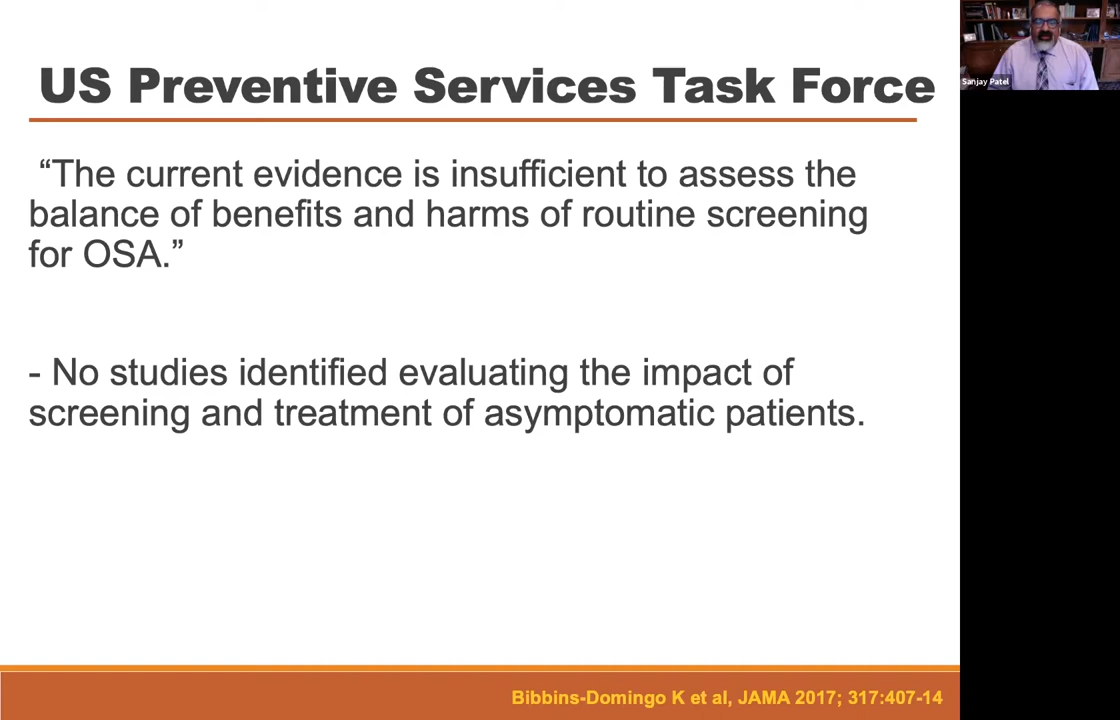 US Preventive Services Task Force
“The current evidence is insufficient to assess the
balance of benefits and harms of routine screening
for OSA.”
- No studies identified evaluating the impact of
screening and treatment of asymptomatic patients.
Bibbins-Domingo K et al, JAMA 2017; 317:407-14
Sanjay Patel